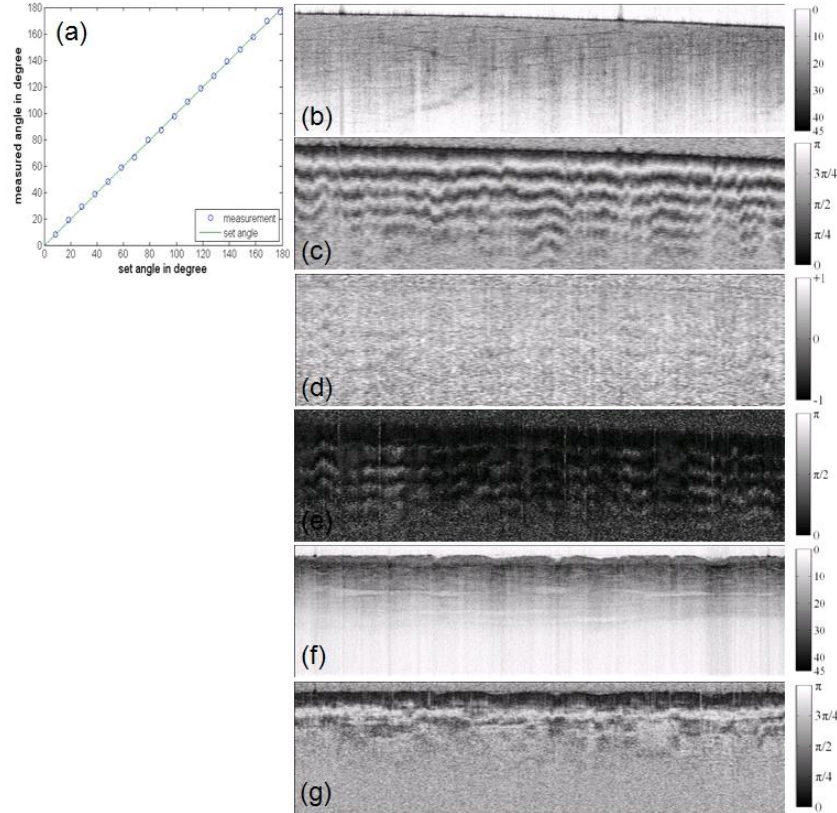 (a)
measured angle in degree
180
160
140
120
100
80
60
40
20
0
0 20 40 60 80 100 120 140 160 180
set angle in degree
measurement
set angle
(b)
0
10
20
30
40
45
(c)
π
3π/4
π/2
π/4
0
(d)
+1
0
-1
(e)
π
π/2
0
(f)
0
10
20
30
40
45
(g)
π
3π/4
π/2
π/4
0